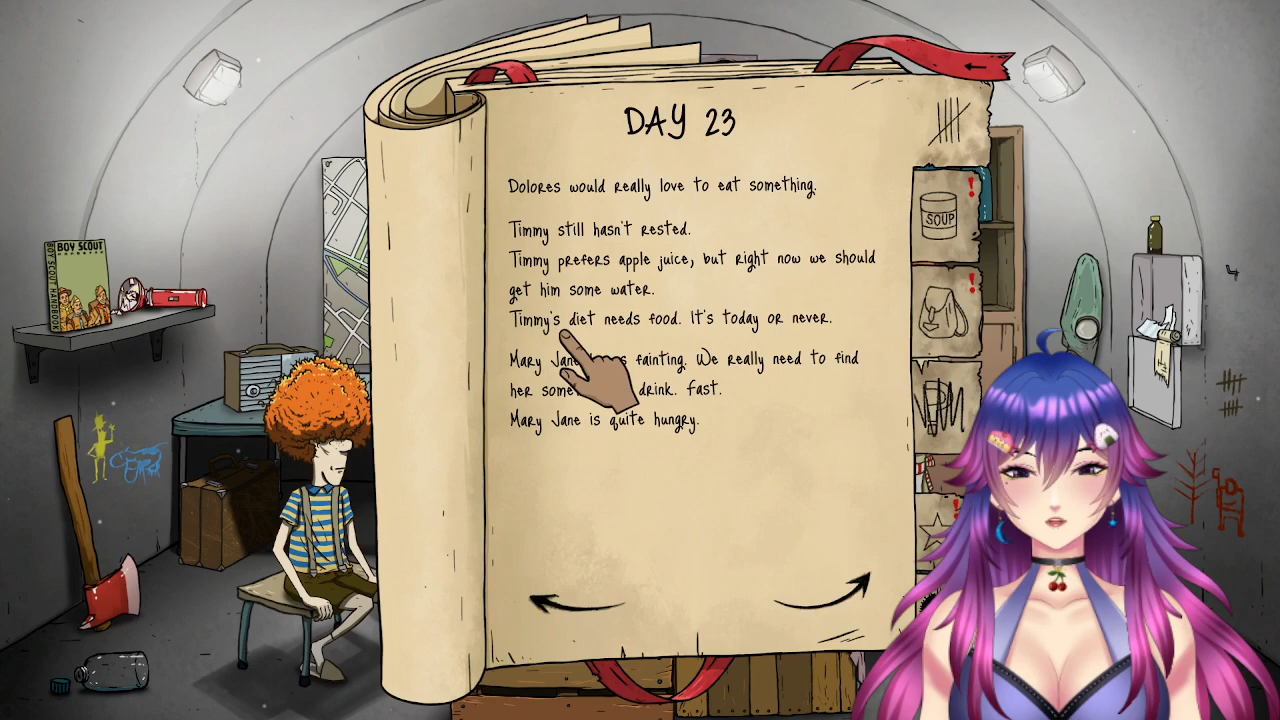 DAY 23
Dolores would really love to eat something.
Timmy still hasn't rested.
Timmy prefers apple juice, but right now we should
get him some water.
Timmy's diet needs food. It's today or never.
Mary Jane fainting. We really need to find
her some drink. Fast.
Mary Jane is quite hungry.
SOUP
BOY SCOUT
BOY SCOUT HANDBOOK